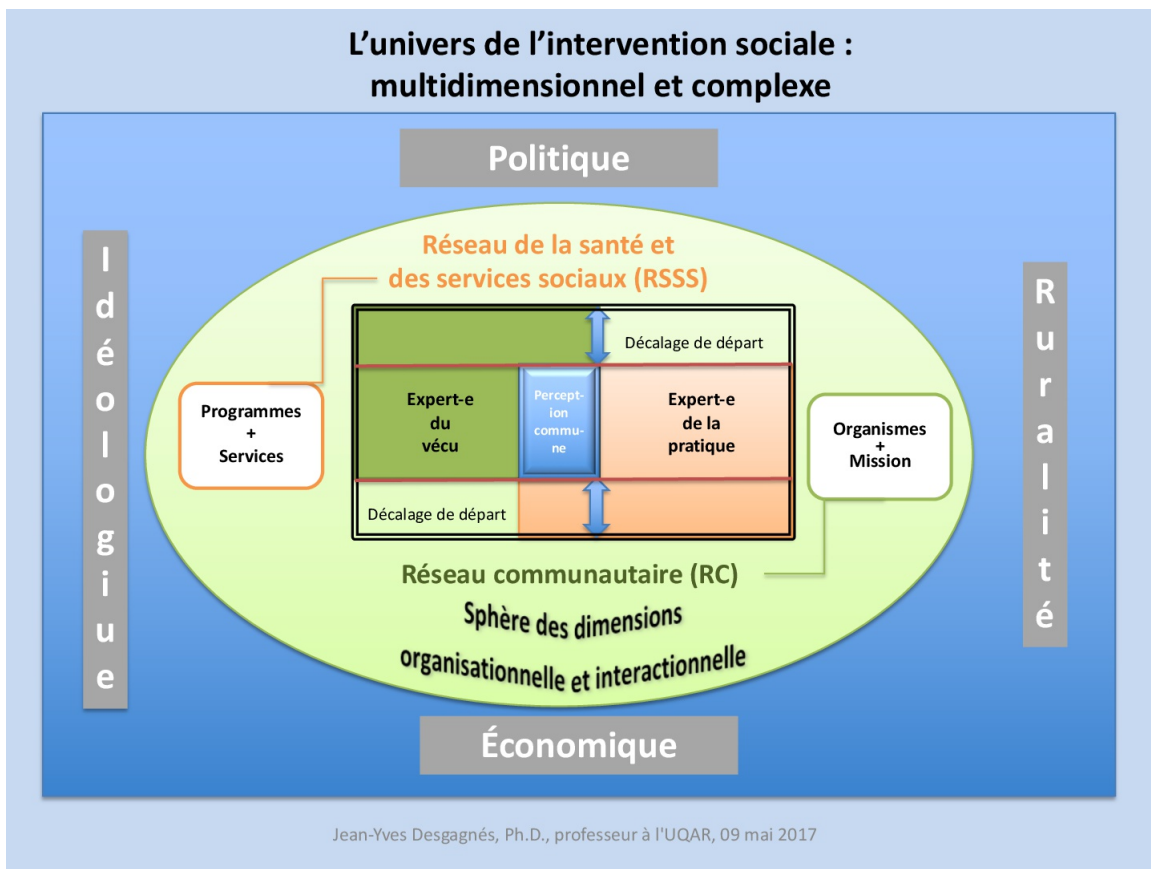 L'univers de l'intervention sociale :
multidimensionnel et complexe
Politique
Idéologiue
Réseau de la santé et
des services sociaux (RSSS)
Ruralité
Décalage de départ
Programmes
+
Services
Expert-e
du
vécu
Percept-
ion
commu-
ne
Expert-e
de la
pratique
Organismes
+
Mission
Décalage de départ
Réseau communautaire (RC)
Sphère des dimensions
organisationnelle et interactionnelle
Économique
Jean-Yves Desgagnés, Ph.D., professeur à l'UQAR, 09 mai 2017